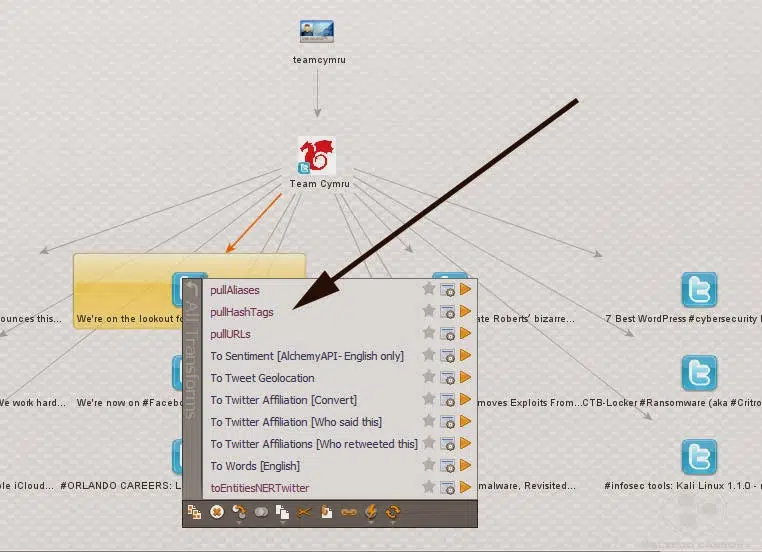 teamcymru
Team Cymru
ounces this...
We're on the lookout fo
ate Roberts' bizarre...
7 Best WordPress #cybersecurity
All Transforms
pullAliases
pullHashTags
pullURLs
To Sentiment [AlchemyAPI- English only]
To Tweet Geolocation
To Twitter Affiliation [Convert]
To Twitter Affiliation [Who said this]
To Twitter Affiliations [Who retweeted this]
To Words [English]
toEntitiesNERTwitter
We work hard...
We're now on #Faceboo
moves Exploits From...
CTB-Locker #Ransomware (aka #Critro
le iCloud...
#ORLANDO CAREERS: L
malware, Revisited...
#infosec tools: Kali Linux 1.1.0 -